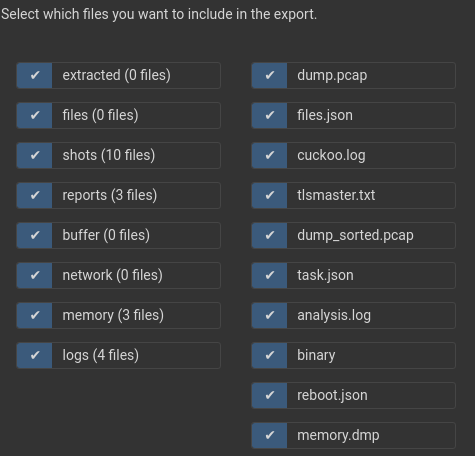 Select which files you want to include in the export.
extracted (0 files)
files (0 files)
shots (10 files)
reports (3 files)
buffer (0 files)
network (0 files)
memory (3 files)
logs (4 files)
dump.pcap
files.json
cuckoo.log
tlsmaster.txt
dump_sorted.pcap
task.json
analysis.log
binary
reboot.json
memory.dmp